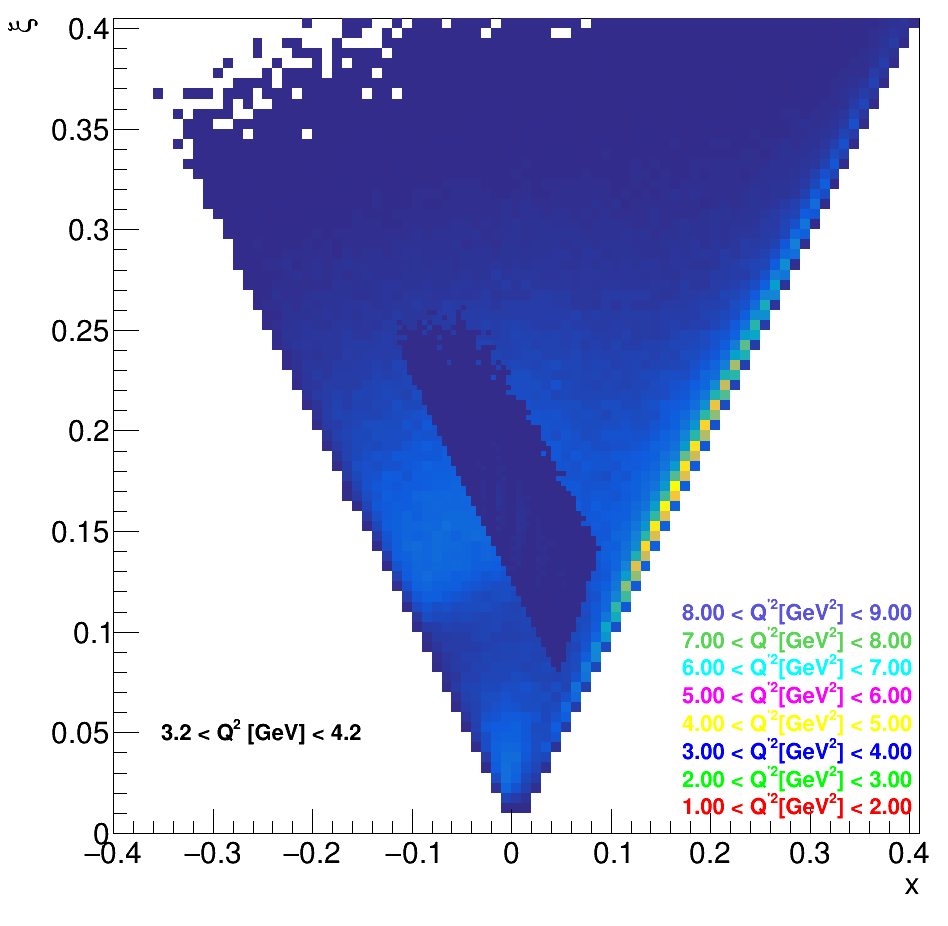 ξ
0.4
0.35
0.3
0.25
0.2
0.15
0.1
0.05
0
8.00 < Q'2[GeV2] < 9.00
7.00 < Q'2[GeV2] < 8.00
6.00 < Q'2[GeV2] < 7.00
5.00 < Q'2[GeV2] < 6.00
4.00 < Q'2[GeV2] < 5.00
3.2 < Q2 [GeV] < 4.2
3.00 < Q'2[GeV2] < 4.00
2.00 < Q'2[GeV2] < 3.00
1.00 < Q'2[GeV2] < 2.00
−0.4 −0.3 −0.2 −0.1 0 0.1 0.2 0.3 0.4
x